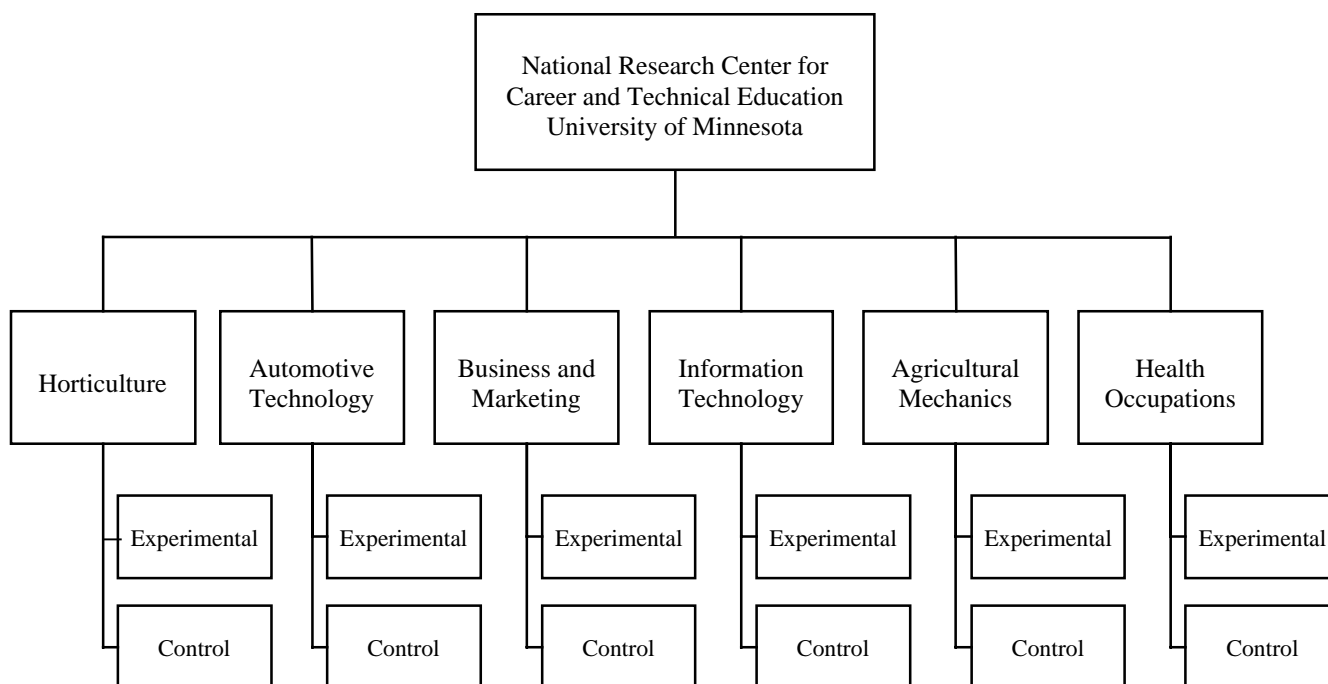 National Research Center for
Career and Technical Education
University of Minnesota
Horticulture
Automotive
Technology
Business and
Marketing
Information
Technology
Agricultural
Mechanics
Health
Occupations
Experimental
Experimental
Experimental
Experimental
Experimental
Experimental
Control
Control
Control
Control
Control
Control